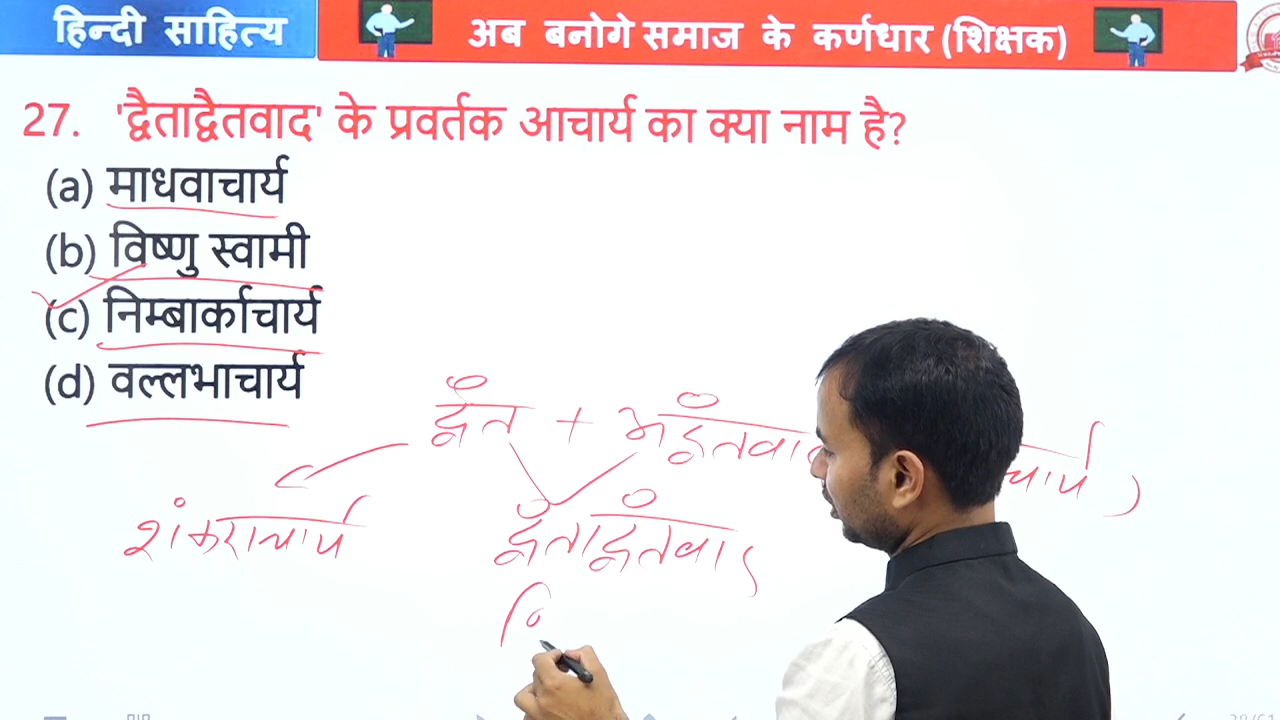 हिन्दी साहित्य
अब बनोगे समाज के कर्णधार (शिक्षक)
27. 'द्वैताद्वैतवाद' के प्रवर्तक आचार्य का क्या नाम है?
(a) माधवाचार्य
(b) विष्णु स्वामी
(c) निम्बार्काचार्य
(d) वल्लभाचार्य
द्वैत + अद्वैतवा
चार्य )
शंकराचार्य
द्वैताद्वैतवाद